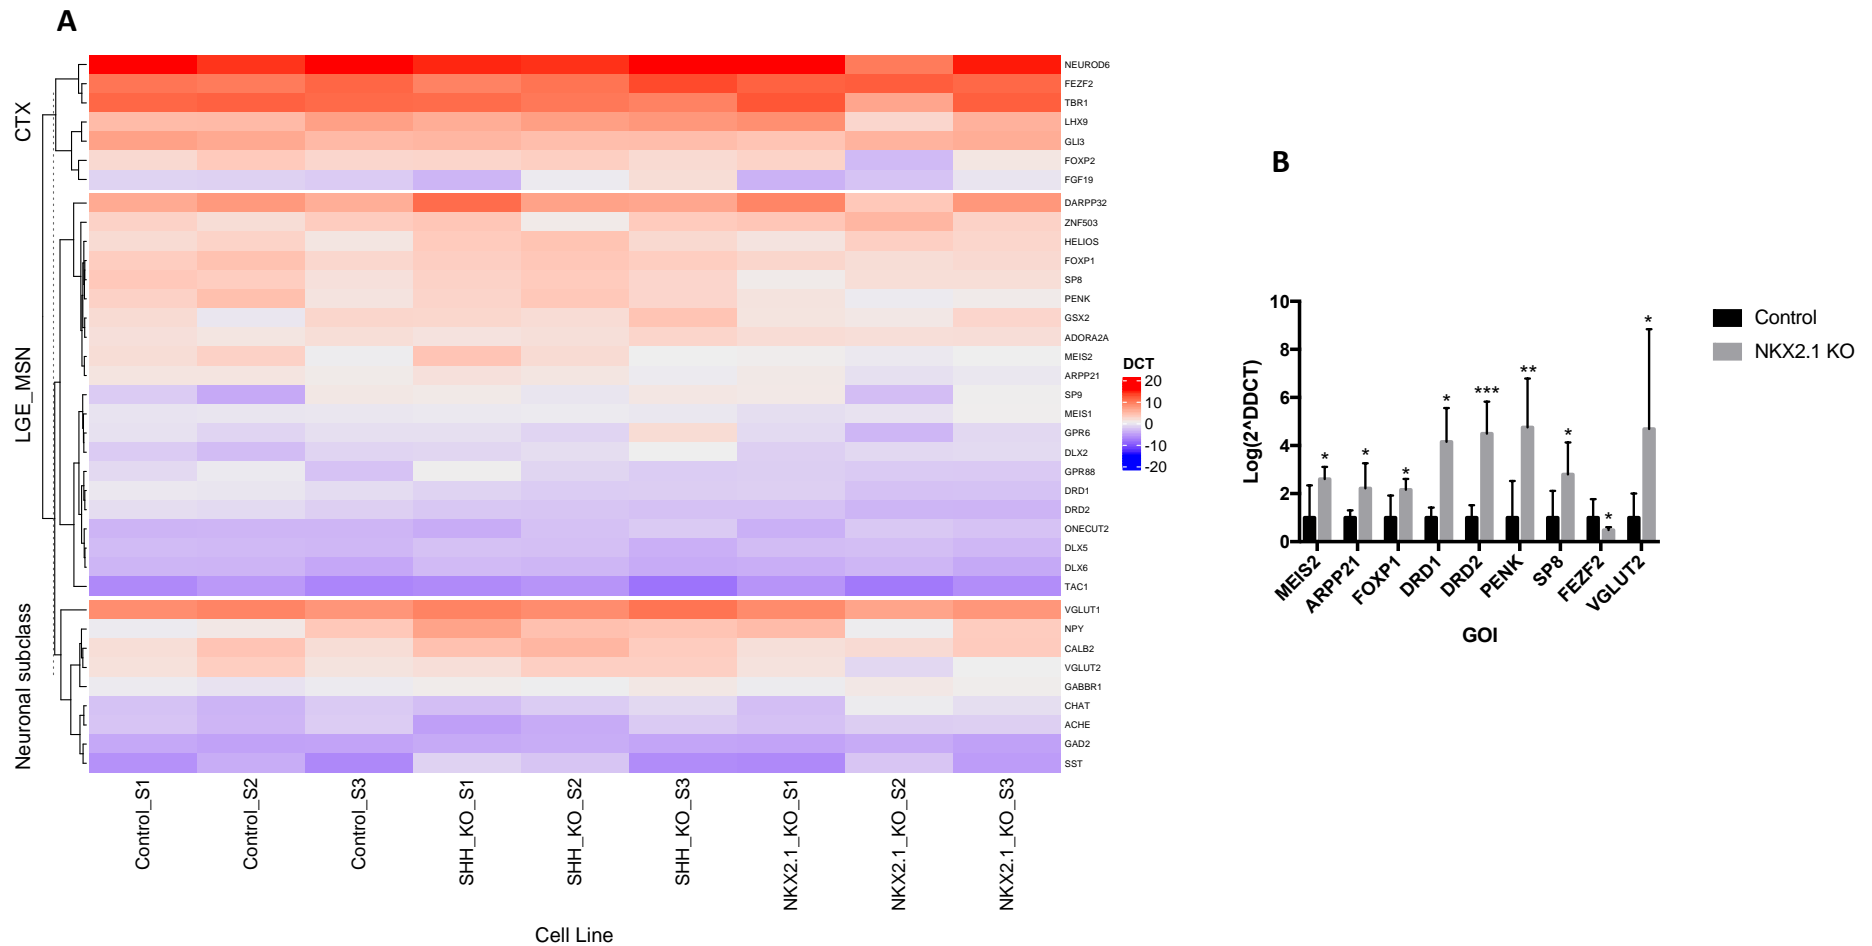 A
CTX
LGE_MSN
Neuronal subclass
NEUROD6
FEZF2
TBR1
LHX9
GLI3
FOXP2
FGF19
DARPP32
ZNF503
HELIOS
FOXP1
SP8
PENK
GSX2
ADORA2A
MEIS2
ARPP21
SP9
MEIS1
GPR6
DLX2
GPR88
DRD1
DRD2
ONECUT2
DLX5
DLX6
TAC1
VGLUT1
NPY
CALB2
VGLUT2
GABBR1
CHAT
ACHE
GAD2
SST
Control_S1
Control_S2
Control_S3
SHH_KO_S1
SHH_KO_S2
SHH_KO_S3
NKX2.1_KO_S1
NKX2.1_KO_S2
NKX2.1_KO_S3
Cell Line
DCT
20
10
0
-10
-20
B
Log(2^DDCT)
10
8
6
4
2
0
*
*
*
*
***
**
*
*
*
MEIS2
ARPP21
FOXP1
DRD1
DRD2
PENK
SP8
FEZF2
VGLUT2
GOI
Control
NKX2.1 KO